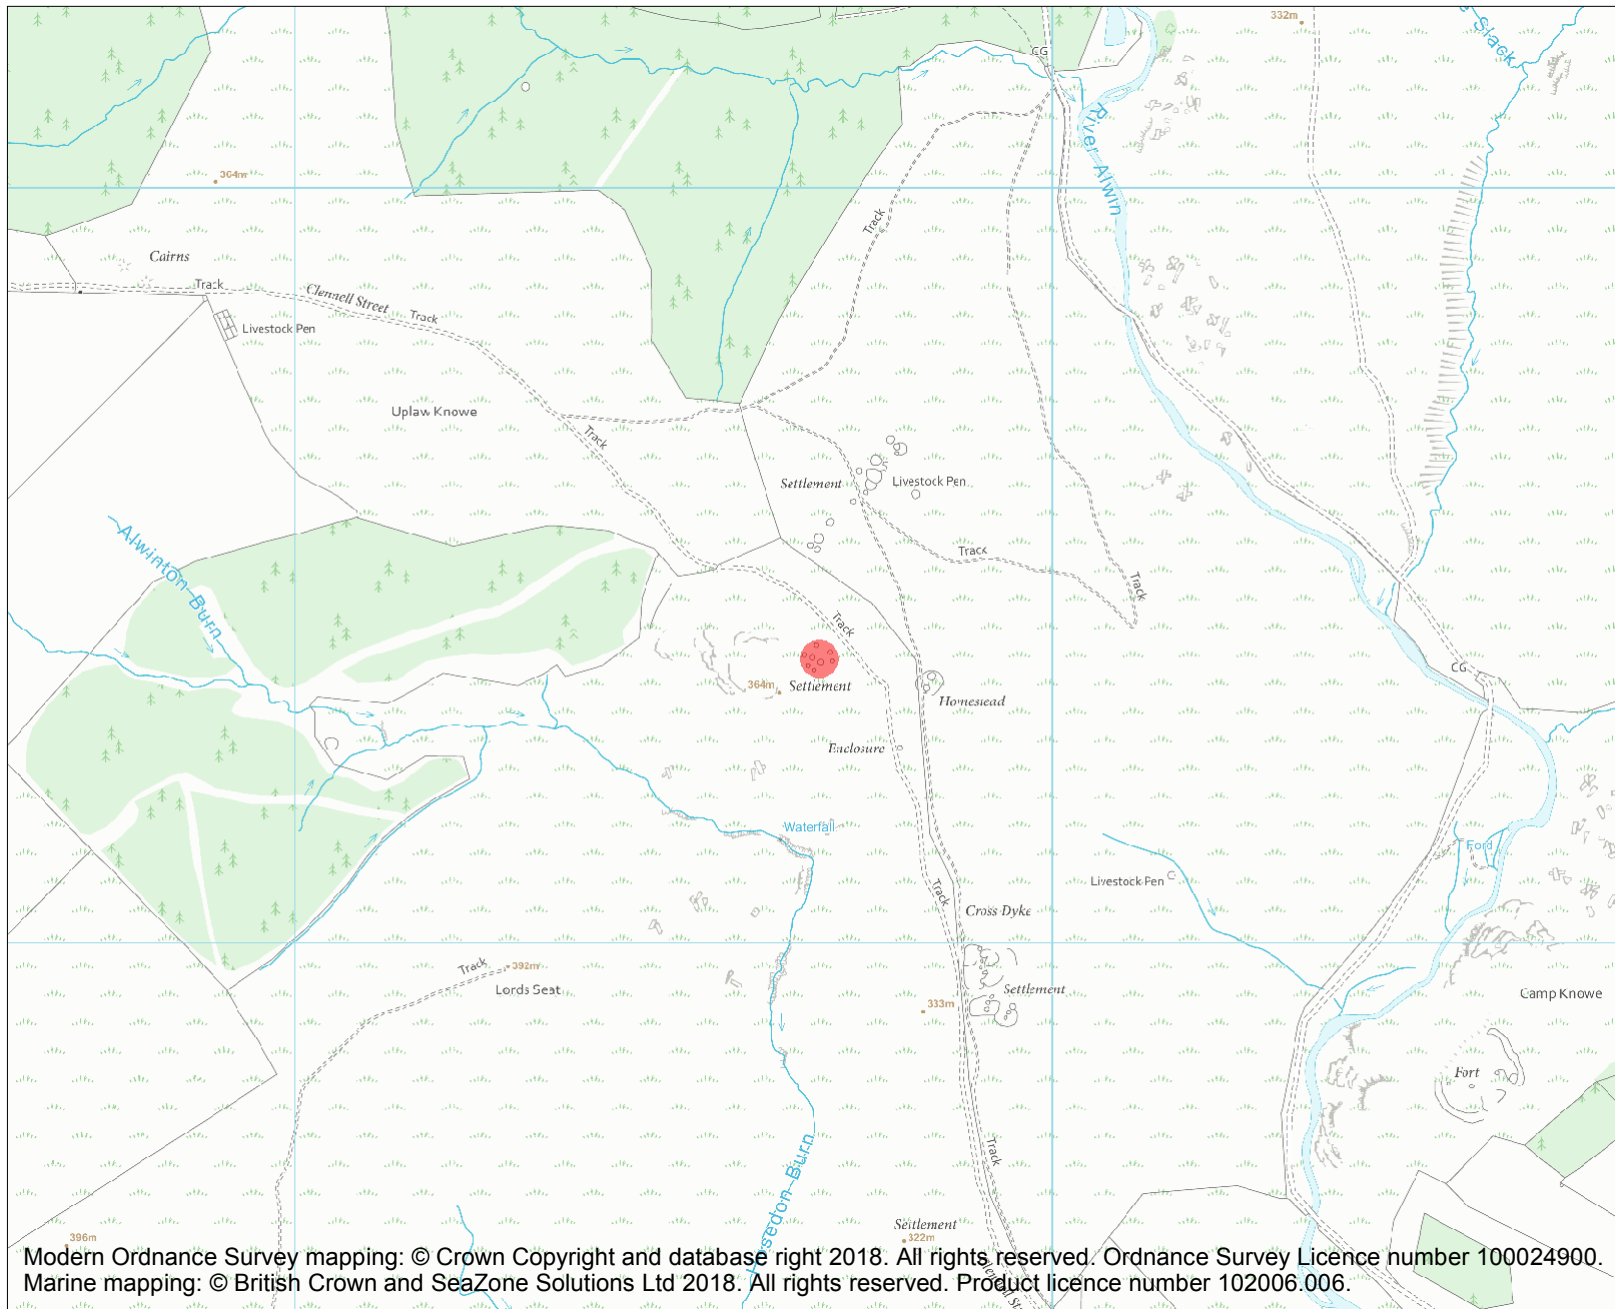 332m
Slack
CG
River Alwin
364m
Track
Cairns
Track
Clennell Street
Track
Livestock Pen
Uplaw Knowe
Track
Settlement
Livestock Pen
Alwinton Burn
Track
Track
Track
CG
364m
Settlement
Homestead
Enclosure
Waterfall
Ford
Livestock Pen
Track
Cross Dyke
Track
392m
Lords Seat
Settlement
Camp Knowe
333m
Fort
Track
Burn
Settlement
322m
396m
Modern Ordnance Survey mapping: © Crown Copyright and database right 2018. All rights reserved. Ordnance Survey Licence number 100024900.
Marine mapping: © British Crown and SeaZone Solutions Ltd 2018. All rights reserved. Product licence number 102006.006.